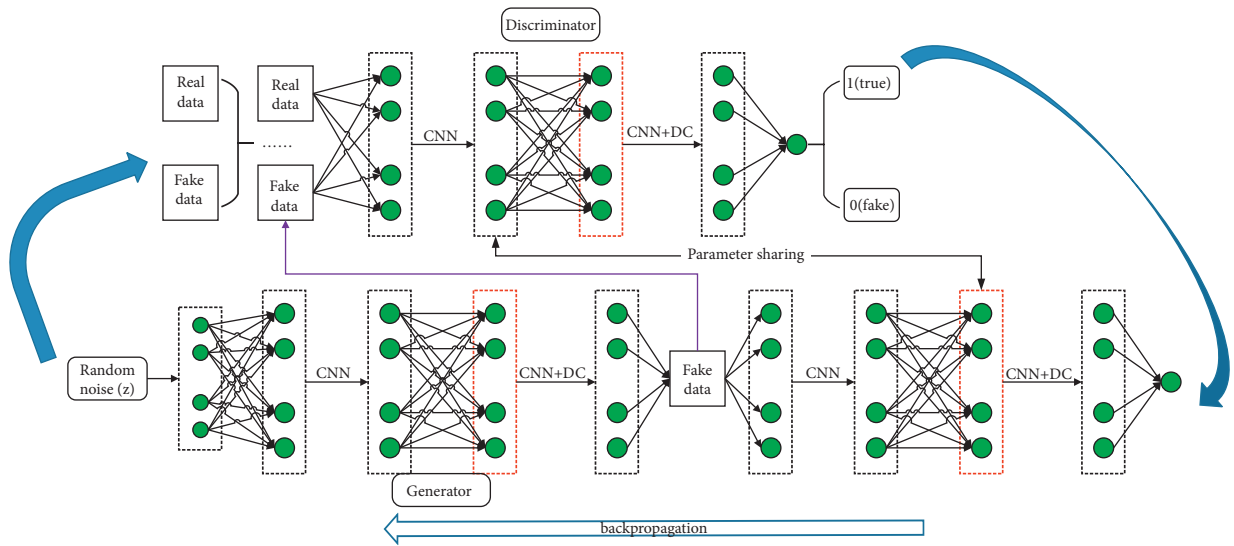 Discriminator
Real
data
Real
data
1(true)
CNN
CNN+DC
......
Fake
data
Fake
data
0(fake)
Parameter sharing
Random
noise (z)
CNN
CNN+DC
Fake
data
CNN
CNN+DC
Generator
backpropagation